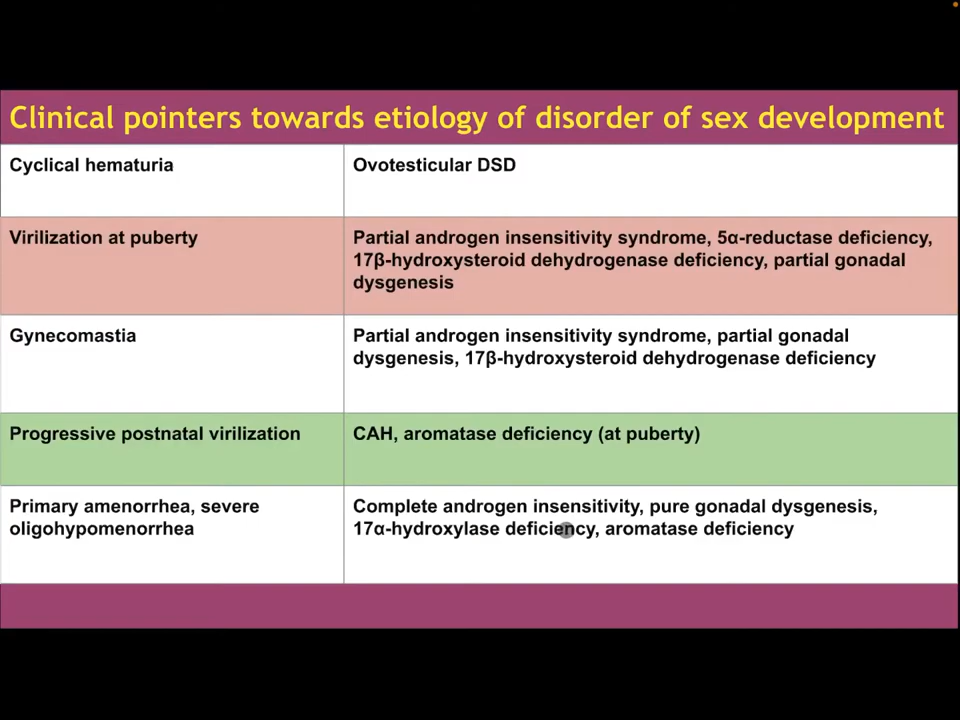 Clinical pointers towards etiology of disorder of sex development
Cyclical hematuria
Ovotesticular DSD
Virilization at puberty
Partial androgen insensitivity syndrome, 5α-reductase deficiency,
17β-hydroxysteroid dehydrogenase deficiency, partial gonadal
dysgenesis
Gynecomastia
Partial androgen insensitivity syndrome, partial gonadal
dysgenesis, 17β-hydroxysteroid dehydrogenase deficiency
Progressive postnatal virilization
CAH, aromatase deficiency (at puberty)
Primary amenorrhea, severe
oligohypomenorrhea
Complete androgen insensitivity, pure gonadal dysgenesis,
17α-hydroxylase deficiency, aromatase deficiency